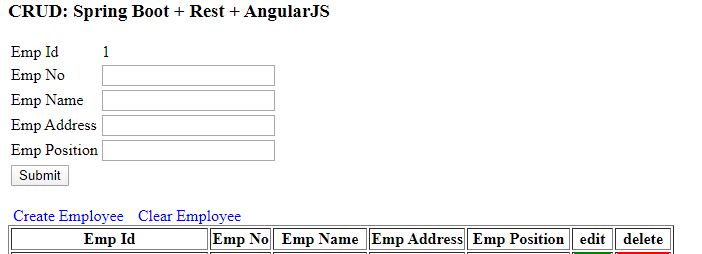 CRUD: Spring Boot + Rest + AngularJS
Emp Id 1
Emp No
Emp Name
Emp Address
Emp Position
Submit
Create Employee Clear Employee
Emp Id Emp No Emp Name Emp Address Emp Position edit delete